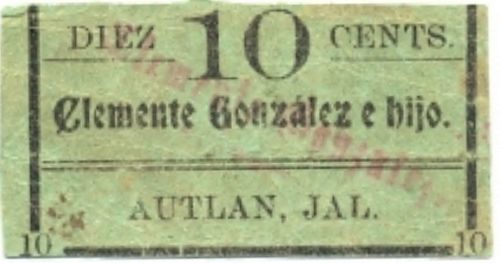 DIEZ 10 CENTS.
Clemente González e hijo.
AUTLAN, JAL.
10 10